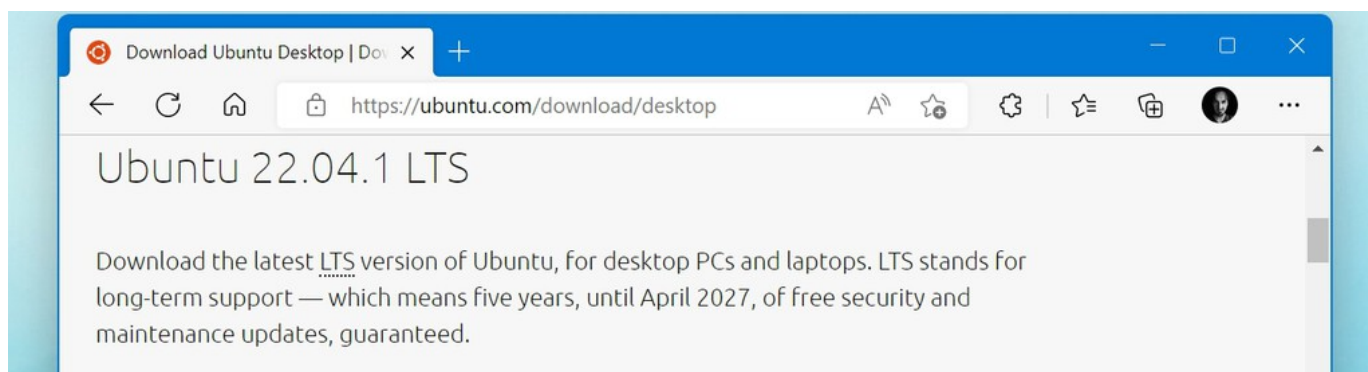 Download Ubuntu Desktop | Dov
https://ubuntu.com/download/desktop
Ubuntu 22.04.1 LTS
Download the latest LTS version of Ubuntu, for desktop PCs and laptops. LTS stands for
long-term support — which means five years, until April 2027, of free security and
maintenance updates, guaranteed.